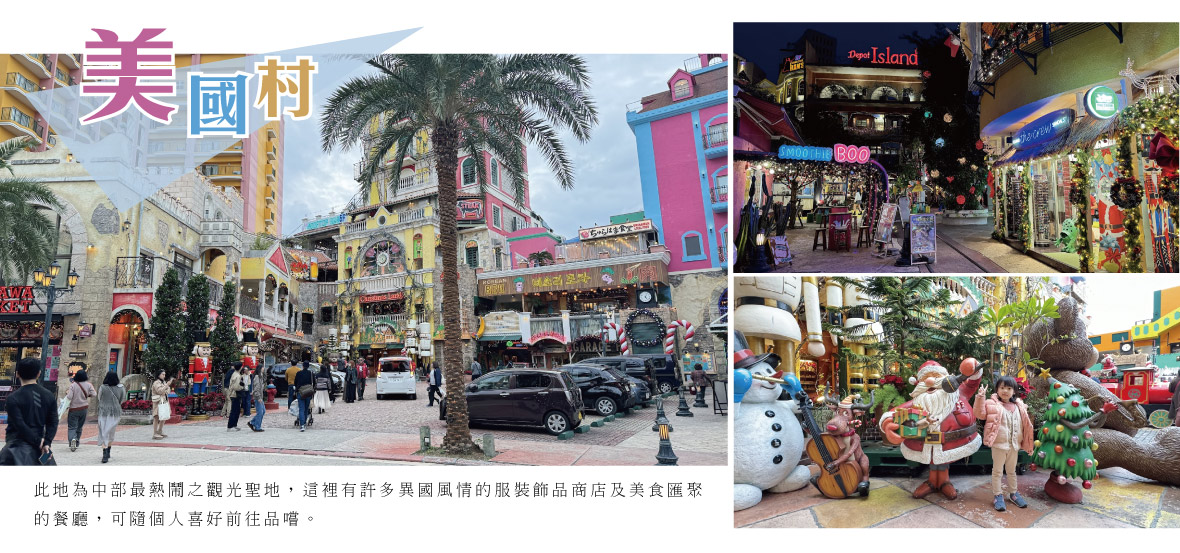 美國村
Depot Island
SMOOTHIE BOO
the crew
此地為中部最熱鬧之觀光聖地，這裡有許多異國風情的服裝飾品商店及美食匯聚
的餐廳，可隨個人喜好前往品嚐。